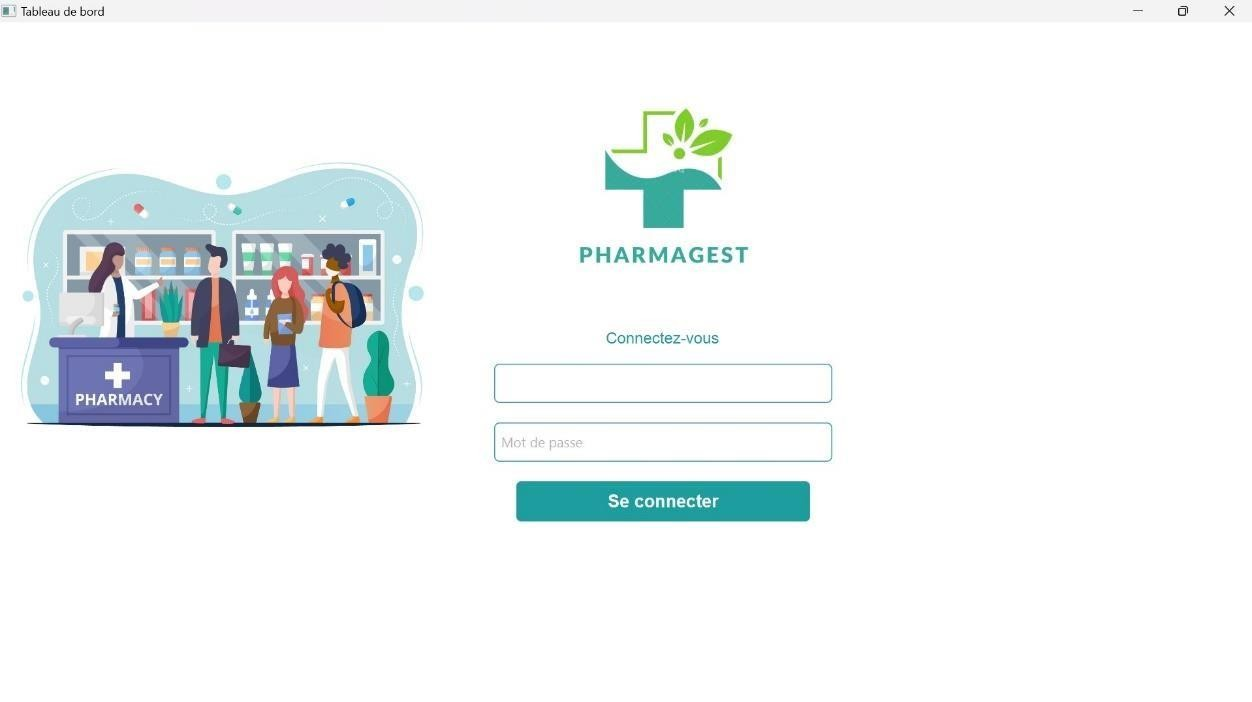 Tableau de bord
PHARMAGEST
Connectez-vous
PHARMACY
Mot de passe
Se connecter